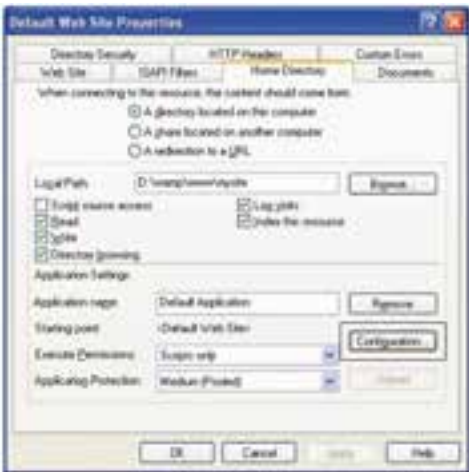 Default Web Site Properties
Directory Security HTTP Headers Custom Errors
Web Site ISAPI Filters Home Directory Documents
When connecting to this resource, the content should come from:
A directory located on this computer
A share located on another computer
A redirection to a URL
Local Path: D:\wamp\www\mysite Browse...
Script source access Log visits
Read Index this resource
Write
Directory browsing
Application Settings
Application name: Default Application Remove
Starting point: <Default Web Site>
Configuration...
Execute Permissions: Scripts only
Application Protection: Medium (Pooled) Unload
OK Cancel Apply Help